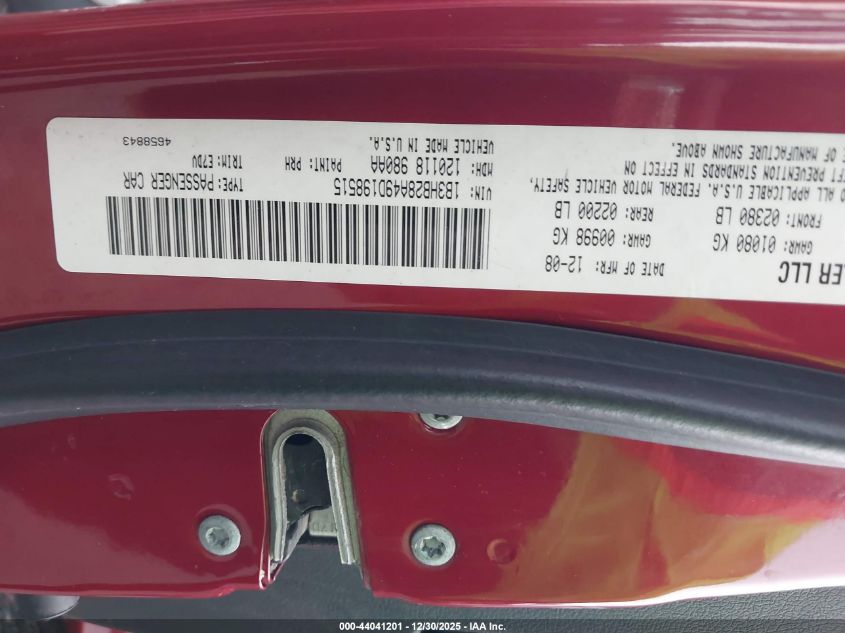 LER LLC DATE OF MFR: 12-08
GAWR: 01080 KG GAWR: 00998 KG
FRONT: 02380 LB REAR: 02200 LB
O ALL APPLICABLE U.S.A. FEDERAL MOTOR VEHICLE SAFETY,
FT PREVENTION STANDARDS IN EFFECT ON
OF MANUFACTURE SHOWN ABOVE.
VIN: 1B3HB28A49D198515 TYPE: PASSENGER CAR
MDH: 120118 980AA PAINT: PRH TRIM: E7DV
VEHICLE MADE IN U.S.A. 4658843
000-44041201 - 12/30/2025 - IAA Inc.